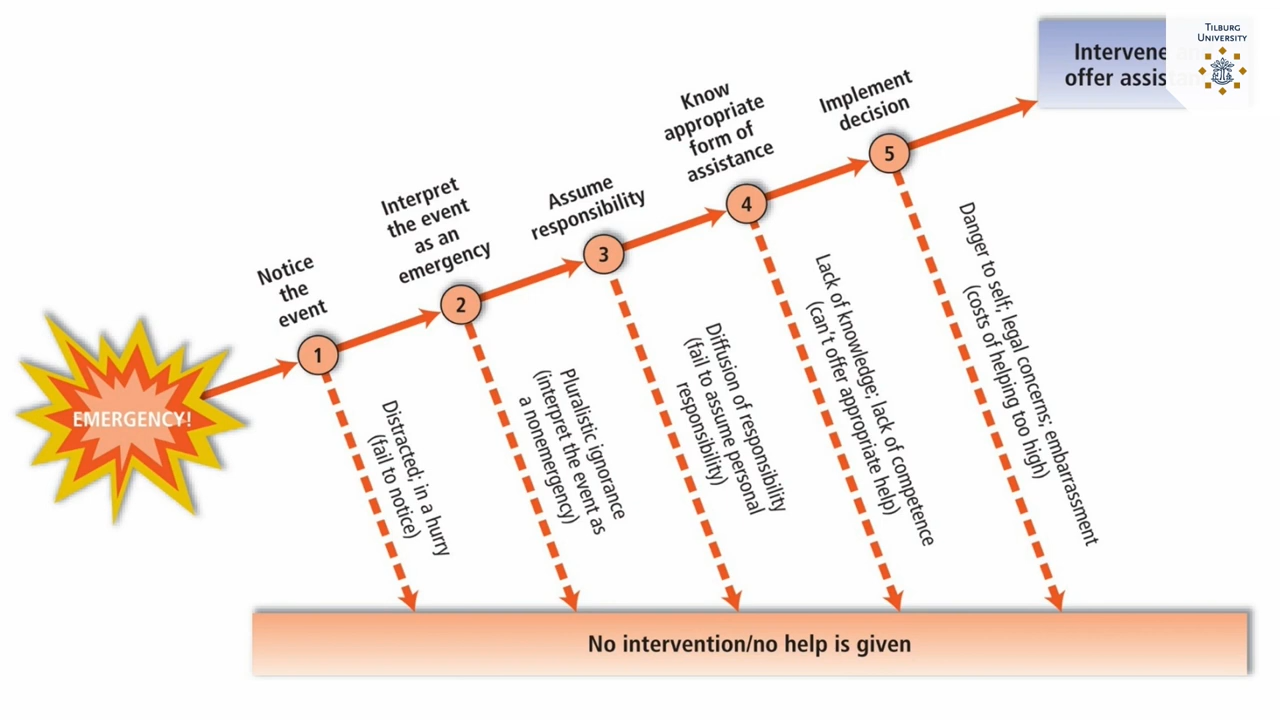 TILBURG
UNIVERSITY
Intervene
offer assis
Implement
decision
Know
appropriate
form of
assistance
Assume
responsibility
Interpret
the event
as an
emergency
Notice
the
event
EMERGENCY!
1
2
3
4
5
Distracted; in a hurry
(fail to notice)
Pluralistic ignorance
(interpret the event as
a nonemergency)
Diffusion of responsibility
(fail to assume personal
responsibility)
Lack of knowledge; lack of competence
(can't offer appropriate help)
Danger to self; legal concerns; embarrassment
(costs of helping too high)
No intervention/no help is given